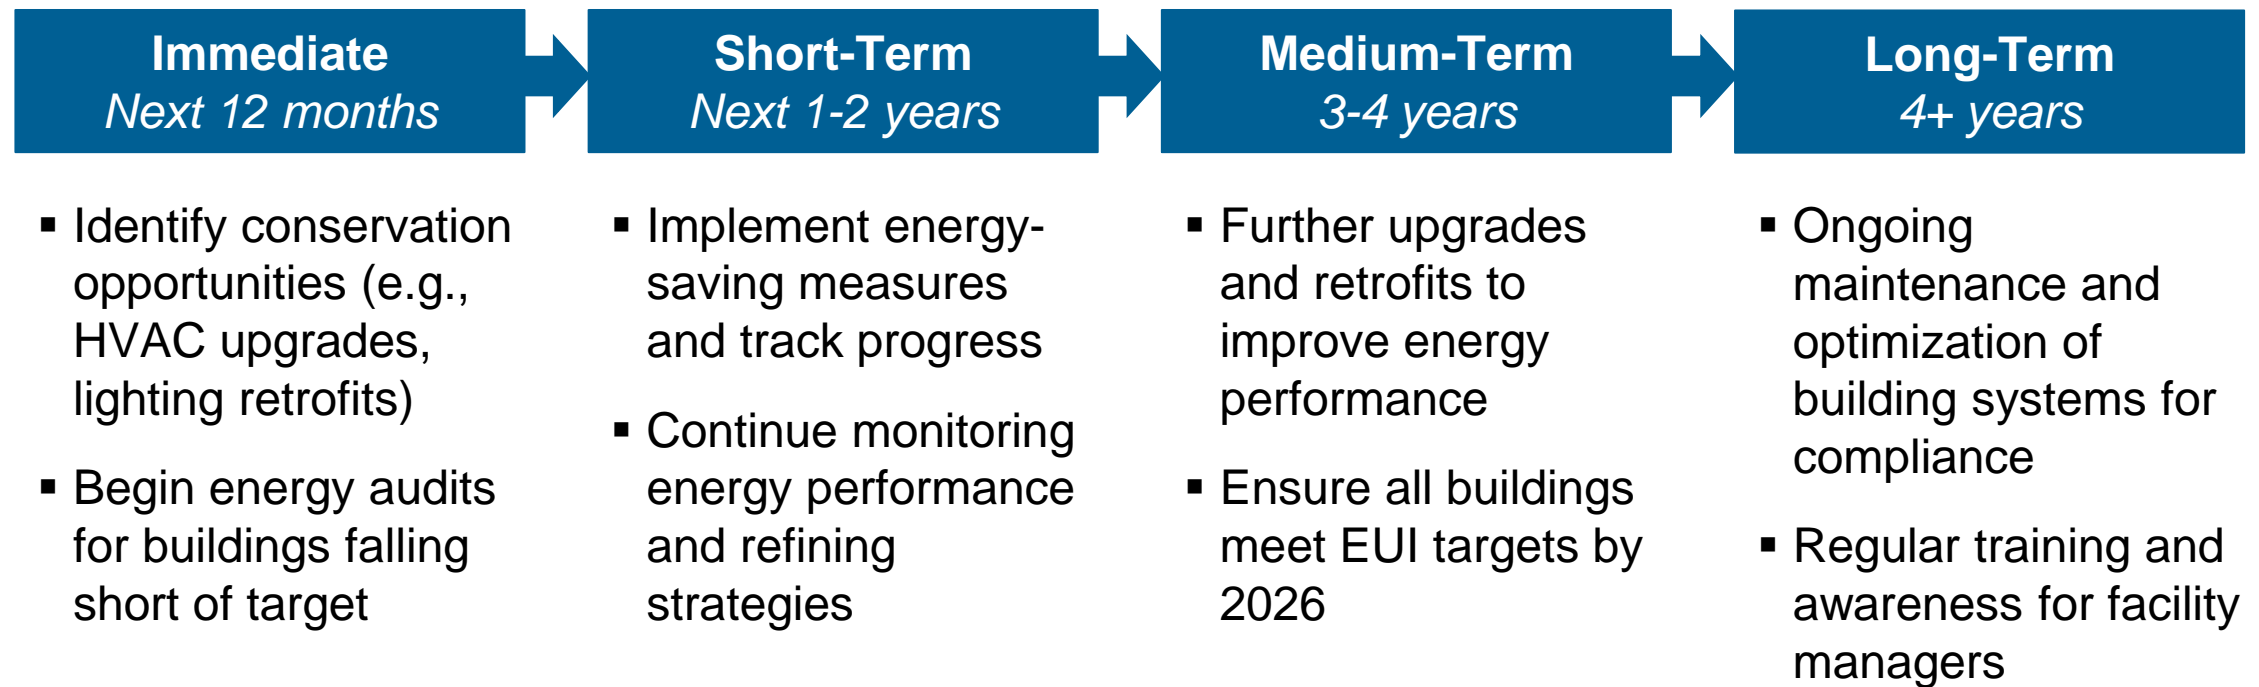 Immediate
Next 12 months
Short-Term
Next 1-2 years
Medium-Term
3-4 years
Long-Term
4+ years
▪ Identify conservation
opportunities (e.g.,
HVAC upgrades,
lighting retrofits)
▪ Begin energy audits
for buildings falling
short of target
▪ Implement energy-
saving measures
and track progress
▪ Continue monitoring
energy performance
and refining
strategies
▪ Further upgrades
and retrofits to
improve energy
performance
▪ Ensure all buildings
meet EUI targets by
2026
▪ Ongoing
maintenance and
optimization of
building systems for
compliance
▪ Regular training and
awareness for facility
managers